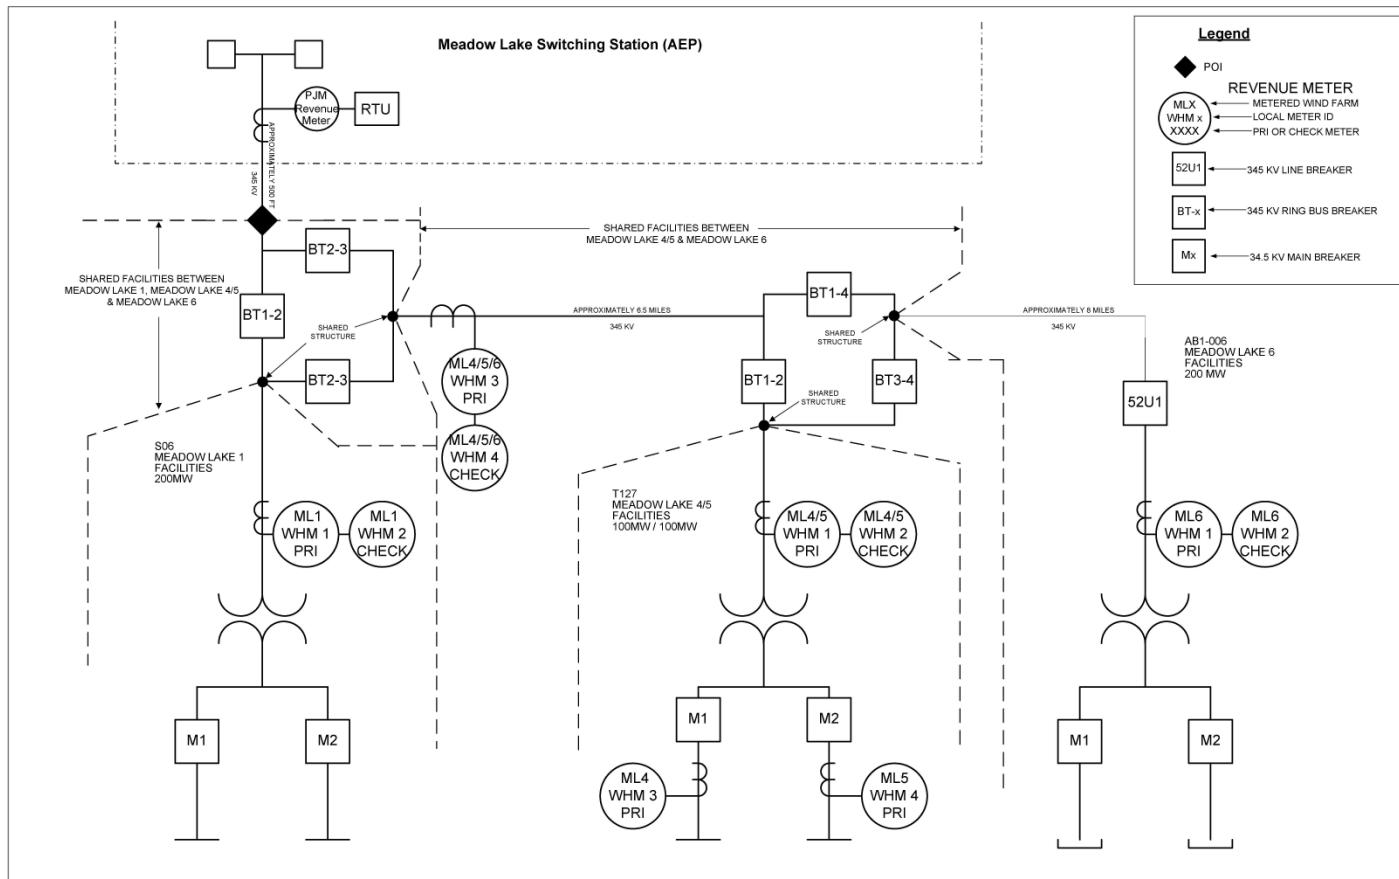 Meadow Lake Switching Station (AEP)
PJM
Revenue
Meter
RTU
APPROXIMATELY 500 FT
345 KV
Legend
POI
REVENUE METER
MLX
WHM x
XXXX
METERED WIND FARM
LOCAL METER ID
PRI OR CHECK METER
52U1
345 KV LINE BREAKER
BT-x
345 KV RING BUS BREAKER
Mx
34.5 KV MAIN BREAKER
SHARED FACILITIES BETWEEN
MEADOW LAKE 4/5 & MEADOW LAKE 6
SHARED FACILITIES BETWEEN
MEADOW LAKE 1, MEADOW LAKE 4/5
& MEADOW LAKE 6
BT2-3
BT1-2
SHARED
STRUCTURE
BT2-3
ML4/5/6
WHM 3
PRI
ML4/5/6
WHM 4
CHECK
APPROXIMATELY 6.5 MILES
345 KV
BT1-4
SHARED
STRUCTURE
BT1-2
BT3-4
SHARED
STRUCTURE
APPROXIMATELY 8 MILES
345 KV
AB1-006
MEADOW LAKE 6
FACILITIES
200 MW
52U1
S06
MEADOW LAKE 1
FACILITIES
200MW
ML1
WHM 1
PRI
ML1
WHM 2
CHECK
T127
MEADOW LAKE 4/5
FACILITIES
100MW / 100MW
ML4/5
WHM 1
PRI
ML4/5
WHM 2
CHECK
ML6
WHM 1
PRI
ML6
WHM 2
CHECK
M1
M2
M1
M2
M1
M2
ML4
WHM 3
PRI
ML5
WHM 4
PRI